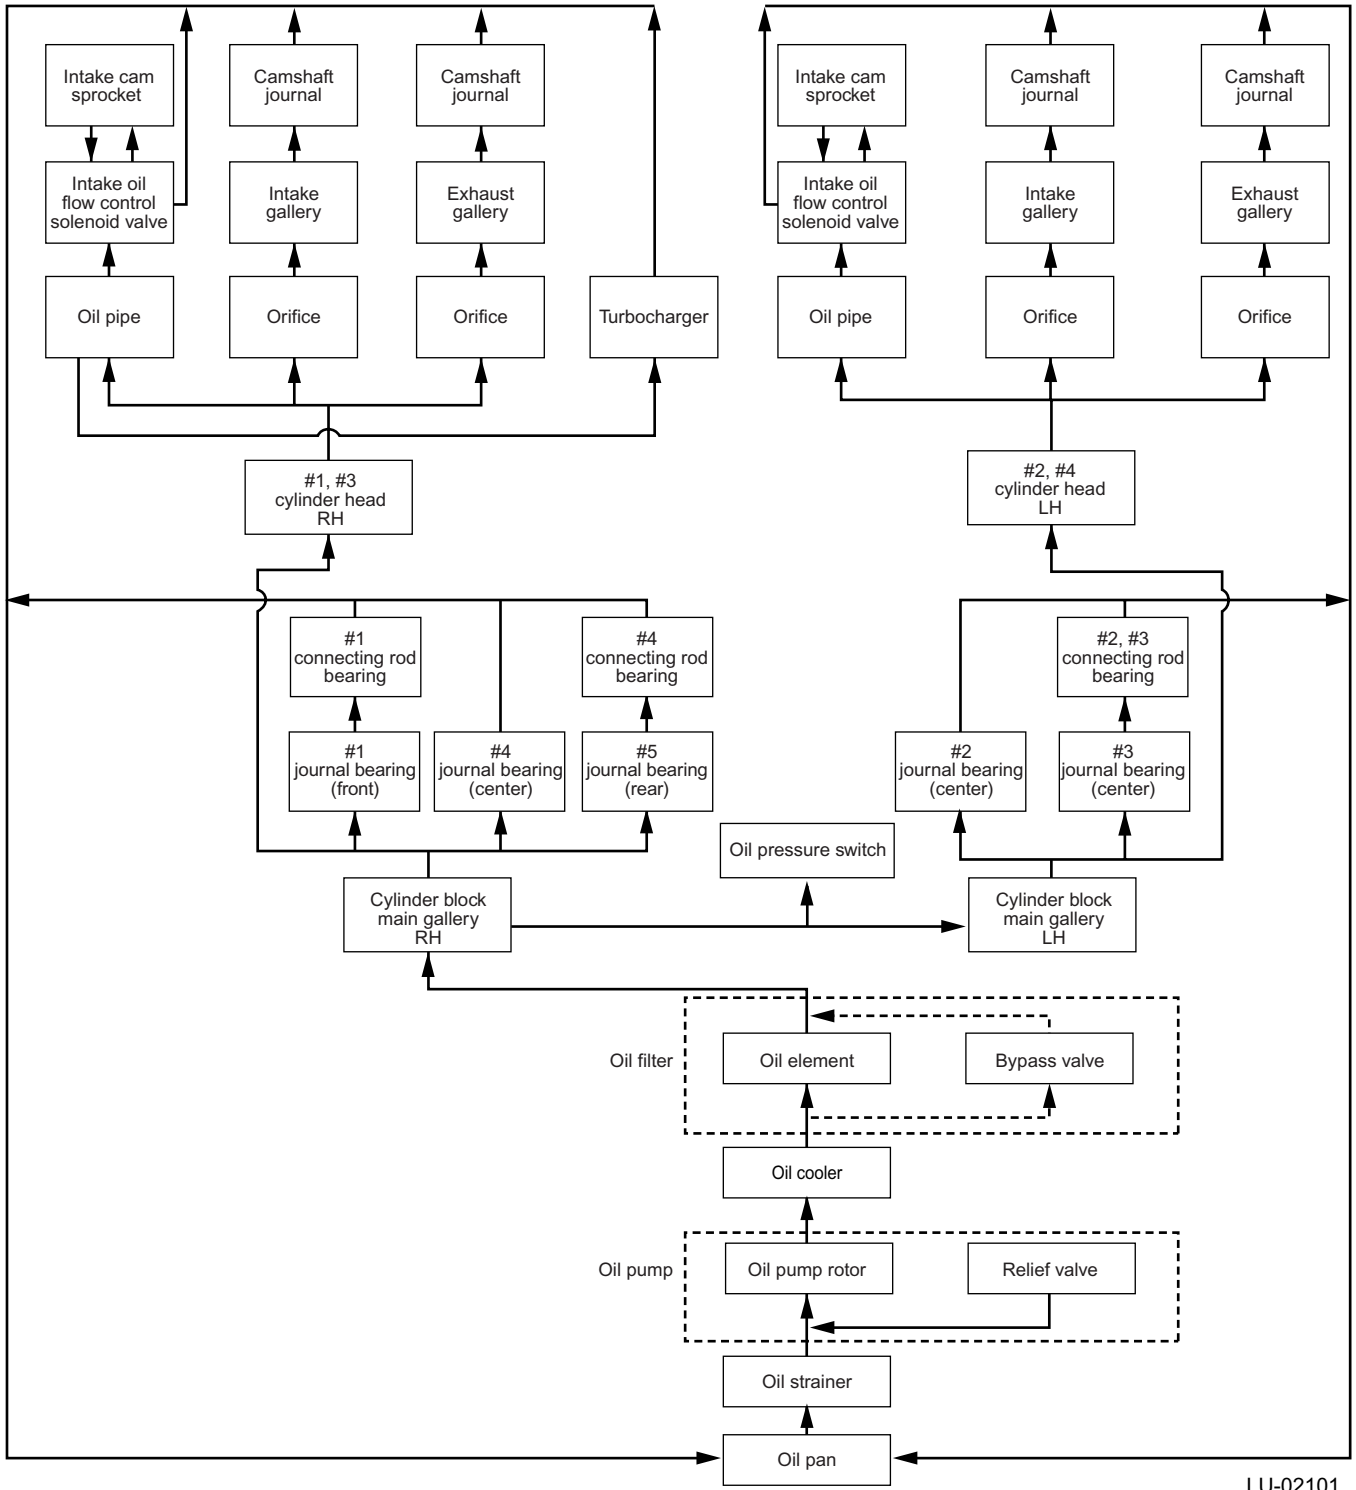 Intake cam
sprocket
Camshaft
journal
Camshaft
journal
Intake cam
sprocket
Camshaft
journal
Camshaft
journal
Intake oil
flow control
solenoid valve
Intake
gallery
Exhaust
gallery
Intake oil
flow control
solenoid valve
Intake
gallery
Exhaust
gallery
Oil pipe
Orifice
Orifice
Turbocharger
Oil pipe
Orifice
Orifice
#1, #3
cylinder head
RH
#2, #4
cylinder head
LH
#1
connecting rod
bearing
#4
connecting rod
bearing
#2, #3
connecting rod
bearing
#1
journal bearing
(front)
#4
journal bearing
(center)
#5
journal bearing
(rear)
#2
journal bearing
(center)
#3
journal bearing
(center)
Oil pressure switch
Cylinder block
main gallery
RH
Cylinder block
main gallery
LH
Oil filter
Oil element
Bypass valve
Oil cooler
Oil pump
Oil pump rotor
Relief valve
Oil strainer
Oil pan
LU-02101